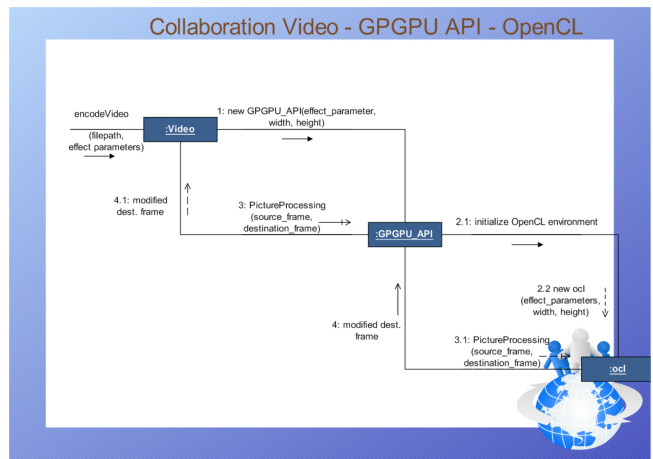 Collaboration Video - GPGPU API - OpenCL
encodeVideo
(filepath,
effect parameters)
:Video
1: new GPGPU_API(effect_parameter,
width, height)
4.1: modified
dest. frame
3: PictureProcessing
(source_frame,
destination_frame)
:GPGPU_API
2.1: initialize OpenCL environment
2.2 new ocl
(effect_parameters,
width, height)
4: modified dest.
frame
3.1: PictureProcessing
(source_frame,
destination_frame)
:ocl